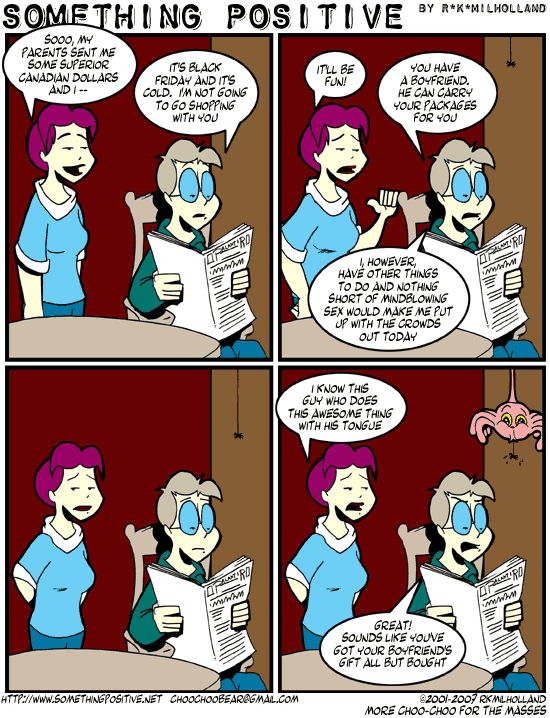 SOMETHING POSITIVE BY R*K*MILHOLLAND
SOOO, MY
PARENTS SENT ME
SOME SUPERIOR
CANADIAN DOLLARS
AND I --
IT'S BLACK
FRIDAY AND IT'S
COLD. I'M NOT GOING
TO GO SHOPPING
WITH YOU
IT'LL BE
FUN!
YOU HAVE
A BOYFRIEND.
HE CAN CARRY
YOUR PACKAGES
FOR YOU
I, HOWEVER,
HAVE OTHER THINGS
TO DO AND NOTHING
SHORT OF MINDBLOWING
SEX WOULD MAKE ME PUT
UP WITH THE CROWDS
OUT TODAY
I KNOW THIS
GUY WHO DOES
THIS AWESOME THING
WITH HIS TONGUE
GREAT!
SOUNDS LIKE YOU'VE
GOT YOUR BOYFRIEND'S
GIFT ALL BUT BOUGHT
HTTP://WWW.SOMETHINGPOSITIVE.NET CHOOCHOOBEAR@GMAIL.COM
©2001-2007 RKMILHOLLAND
MORE CHOO-CHOO FOR THE MASSES